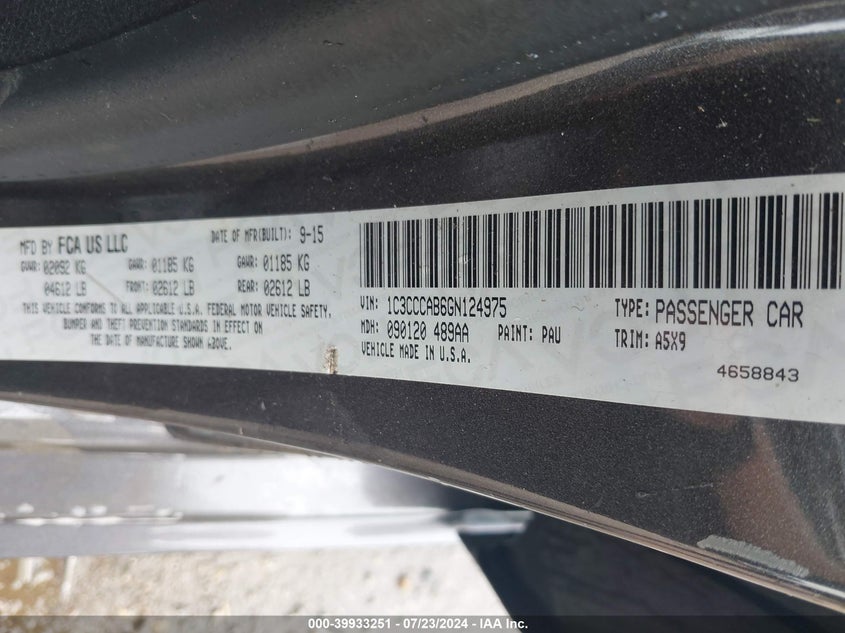 MFD BY FCA US LLC DATE OF MFR(BUILT): 9-15
GVWR: 02092 KG GAWR: 01185 KG GAWR: 01185 KG
04612 LB FRONT: 02612 LB REAR: 02612 LB
THIS VEHICLE CONFORMS TO ALL APPLICABLE U.S.A. FEDERAL MOTOR VEHICLE SAFETY,
BUMPER AND THEFT PREVENTION STANDARDS IN EFFECT ON
THE DATE OF MANUFACTURE SHOWN ABOVE.
VIN: 1C3CCCAB6GN124975 TYPE: PASSENGER CAR
MDH: 090120 489AA PAINT: PAU TRIM: A5X9
VEHICLE MADE IN U.S.A. 4658843
000-39933251 - 07/23/2024 - IAA Inc.